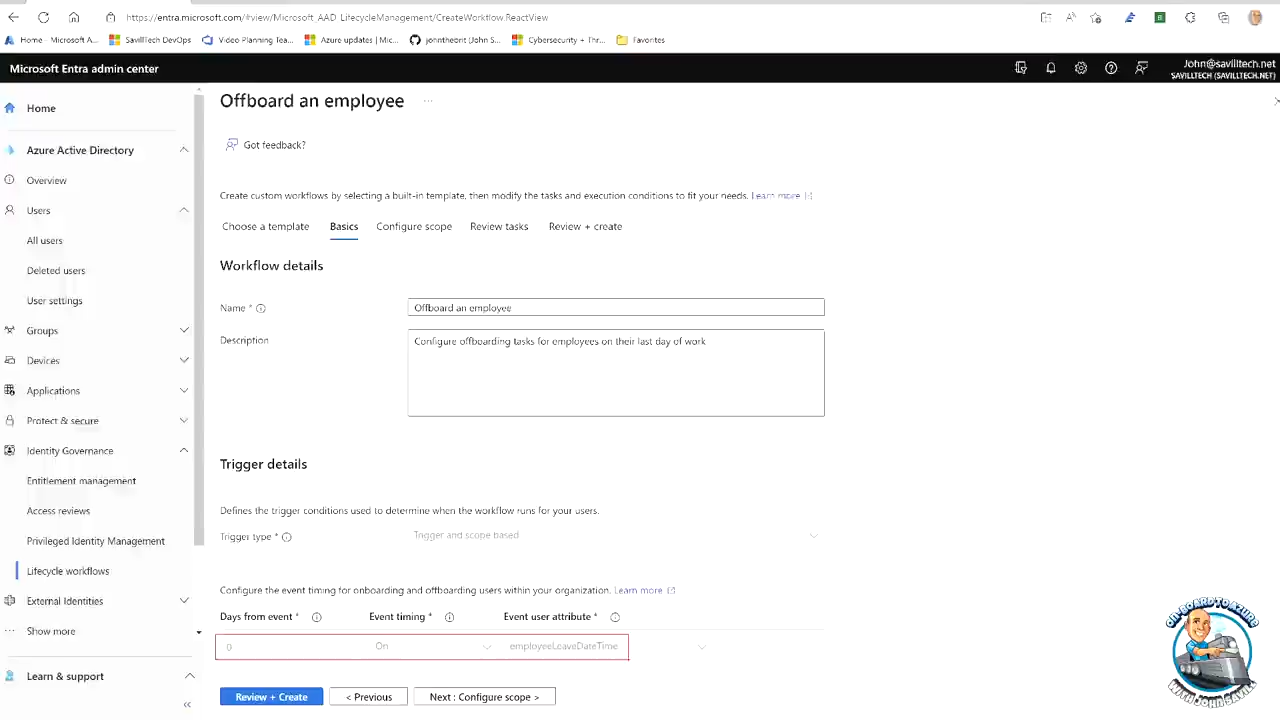 https://entra.microsoft.com/#view/Microsoft_AAD_LifecycleManagement/CreateWorkflow.ReactView
Home - Microsoft A...
SavillTech DevOps
Video Planning Tea...
Azure updates | Mic...
johnthebrit (John S...
Cybersecurity + Thr...
Favorites
Microsoft Entra admin center
John@savilltech.net
SAVILLTECH (SAVILLTECH.NET)
Home
Azure Active Directory
Overview
Users
All users
Deleted users
User settings
Groups
Devices
Applications
Protect & secure
Identity Governance
Entitlement management
Access reviews
Privileged Identity Management
Lifecycle workflows
External Identities
Show more
Learn & support
Offboard an employee
Got feedback?
Create custom workflows by selecting a built-in template, then modify the tasks and execution conditions to fit your needs. Learn more
Choose a template Basics Configure scope Review tasks Review + create
Workflow details
Name * Offboard an employee
Description Configure offboarding tasks for employees on their last day of work
Trigger details
Defines the trigger conditions used to determine when the workflow runs for your users.
Trigger type * Trigger and scope based
Configure the event timing for onboarding and offboarding users within your organization. Learn more
Days from event * Event timing * Event user attribute *
0 On employeeLeaveDateTime
Review + Create < Previous Next : Configure scope >
ON-BOARD TO AZURE
WITH JOHN SAVILL